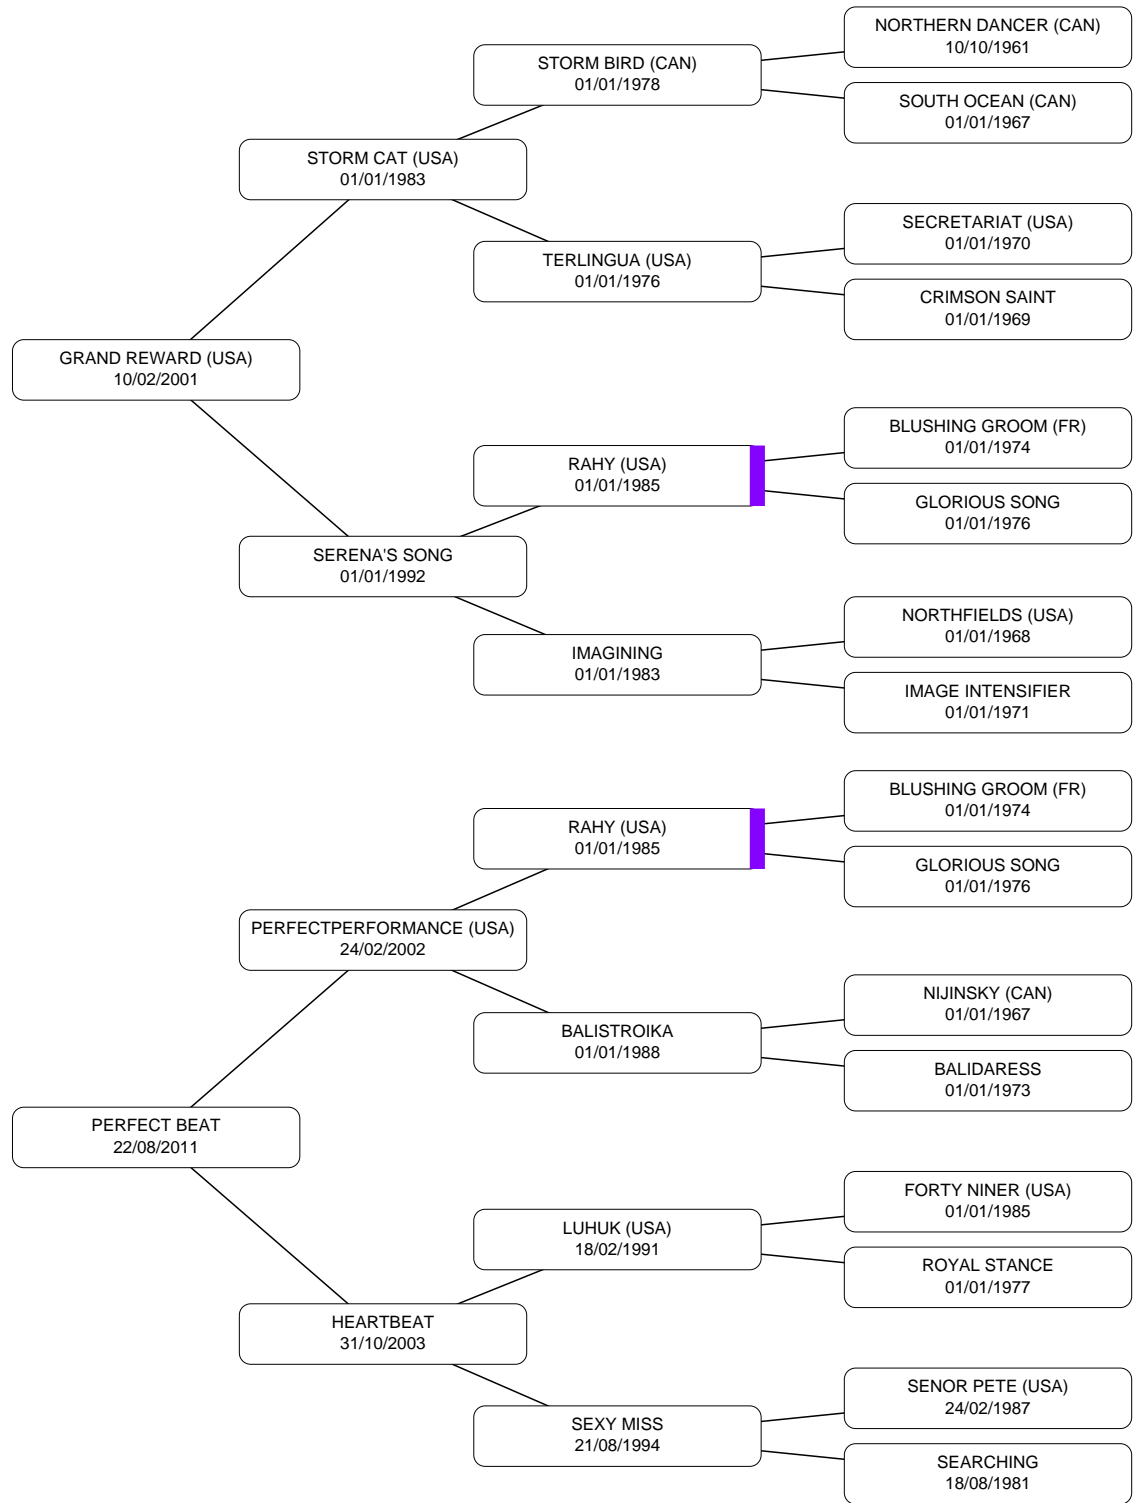 NORTHERN DANCER (CAN)
10/10/1961
STORM BIRD (CAN)
01/01/1978
SOUTH OCEAN (CAN)
01/01/1967
STORM CAT (USA)
01/01/1983
SECRETARIAT (USA)
01/01/1970
TERLINGUA (USA)
01/01/1976
CRIMSON SAINT
01/01/1969
GRAND REWARD (USA)
10/02/2001
BLUSHING GROOM (FR)
01/01/1974
RAHY (USA)
01/01/1985
GLORIOUS SONG
01/01/1976
SERENA'S SONG
01/01/1992
NORTHFIELDS (USA)
01/01/1968
IMAGINING
01/01/1983
IMAGE INTENSIFIER
01/01/1971
BLUSHING GROOM (FR)
01/01/1974
RAHY (USA)
01/01/1985
GLORIOUS SONG
01/01/1976
PERFECTPERFORMANCE (USA)
24/02/2002
NIJINSKY (CAN)
01/01/1967
BALISTROIKA
01/01/1988
BALIDARESS
01/01/1973
PERFECT BEAT
22/08/2011
FORTY NINER (USA)
01/01/1985
LUHUK (USA)
18/02/1991
ROYAL STANCE
01/01/1977
HEARTBEAT
31/10/2003
SENOR PETE (USA)
24/02/1987
SEXY MISS
21/08/1994
SEARCHING
18/08/1981